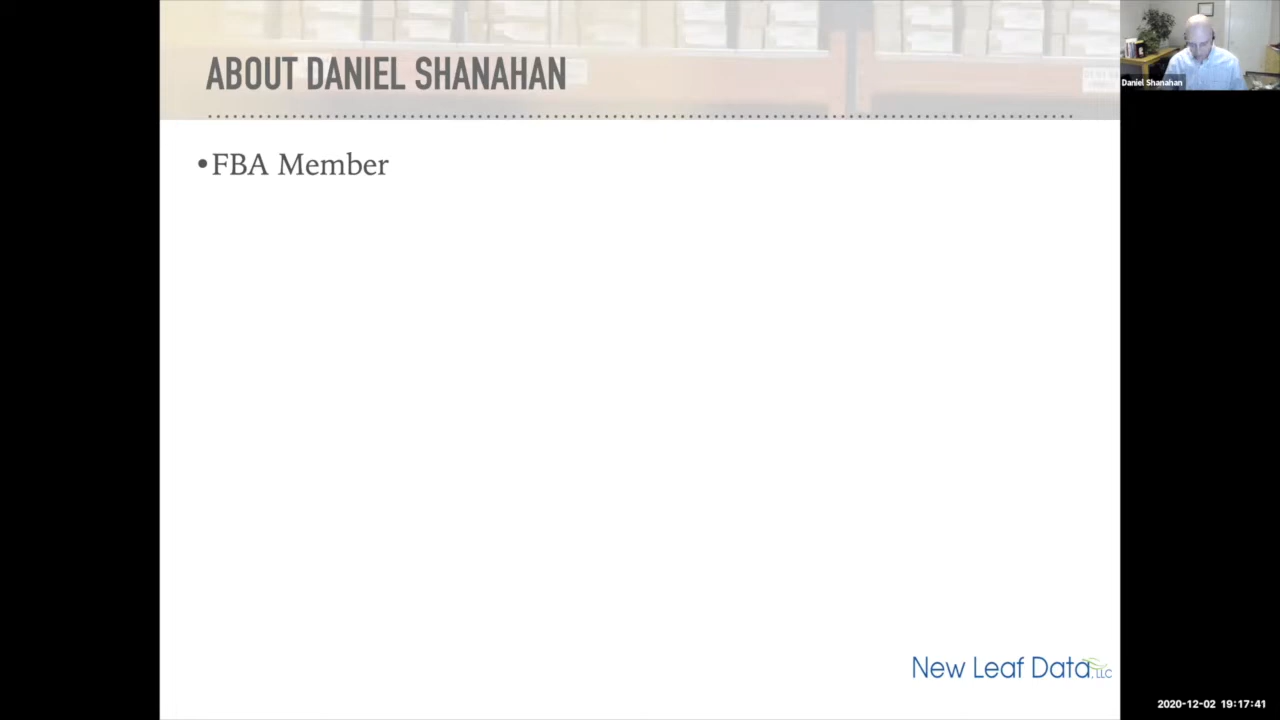 ABOUT DANIEL SHANAHAN
Daniel Shanahan
•FBA Member
New Leaf Data, LLC
2020-12-02 19:17:41